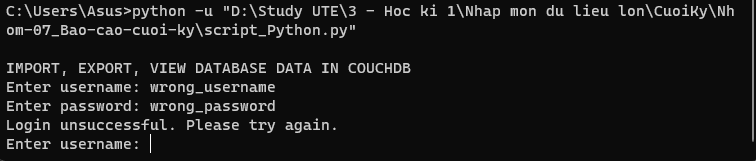 C:\Users\Asus>python -u "D:\Study UTE\3 - Hoc ki 1\Nhap mon du lieu lon\CuoiKy\Nh
om-07_Bao-cao-cuoi-ky\script_Python.py"
IMPORT, EXPORT, VIEW DATABASE DATA IN COUCHDB
Enter username: wrong_username
Enter password: wrong_password
Login unsuccessful. Please try again.
Enter username: